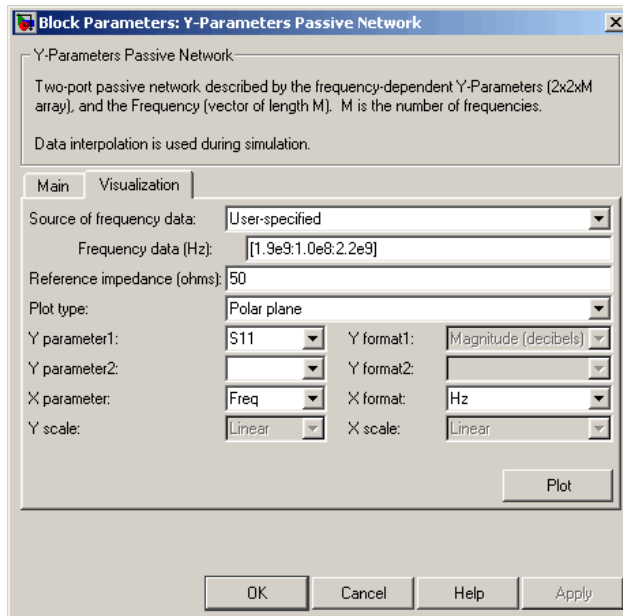 Block Parameters: Y-Parameters Passive Network
Y-Parameters Passive Network
Two-port passive network described by the frequency-dependent Y-Parameters (2x2xM
array), and the Frequency (vector of length M). M is the number of frequencies.
Data interpolation is used during simulation.
Main Visualization
Source of frequency data: User-specified
Frequency data (Hz): [1.9e9:1.0e8:2.2e9]
Reference impedance (ohms): 50
Plot type: Polar plane
Y parameter1: S11 Y format1: Magnitude (decibels)
Y parameter2: Y format2:
X parameter: Freq X format: Hz
Y scale: Linear X scale: Linear
Plot
OK Cancel Help Apply